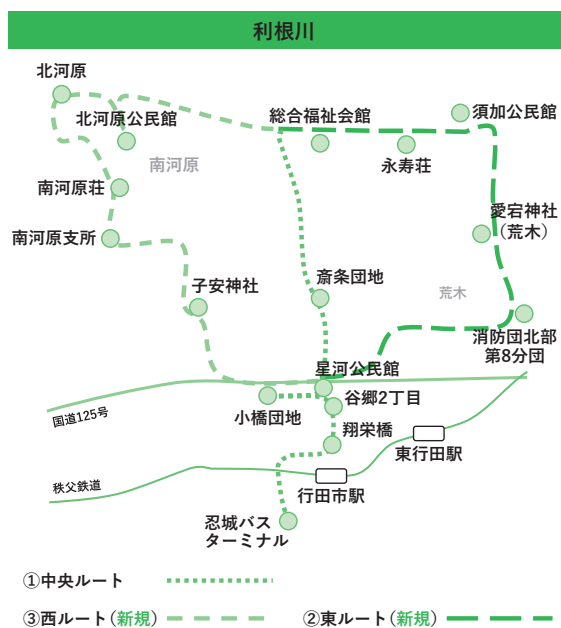 利根川
北河原
北河原公民館
総合福祉会館
須加公民館
永寿荘
南河原
南河原荘
愛宕神社
（荒木）
南河原支所
子安神社
斎条団地
荒木
消防団北部
第8分団
星河公民館
谷郷2丁目
小橋団地
国道125号
翔栄橋
東行田駅
秩父鉄道
行田市駅
忍城バス
ターミナル
①中央ルート
③西ルート（新規）
②東ルート（新規）